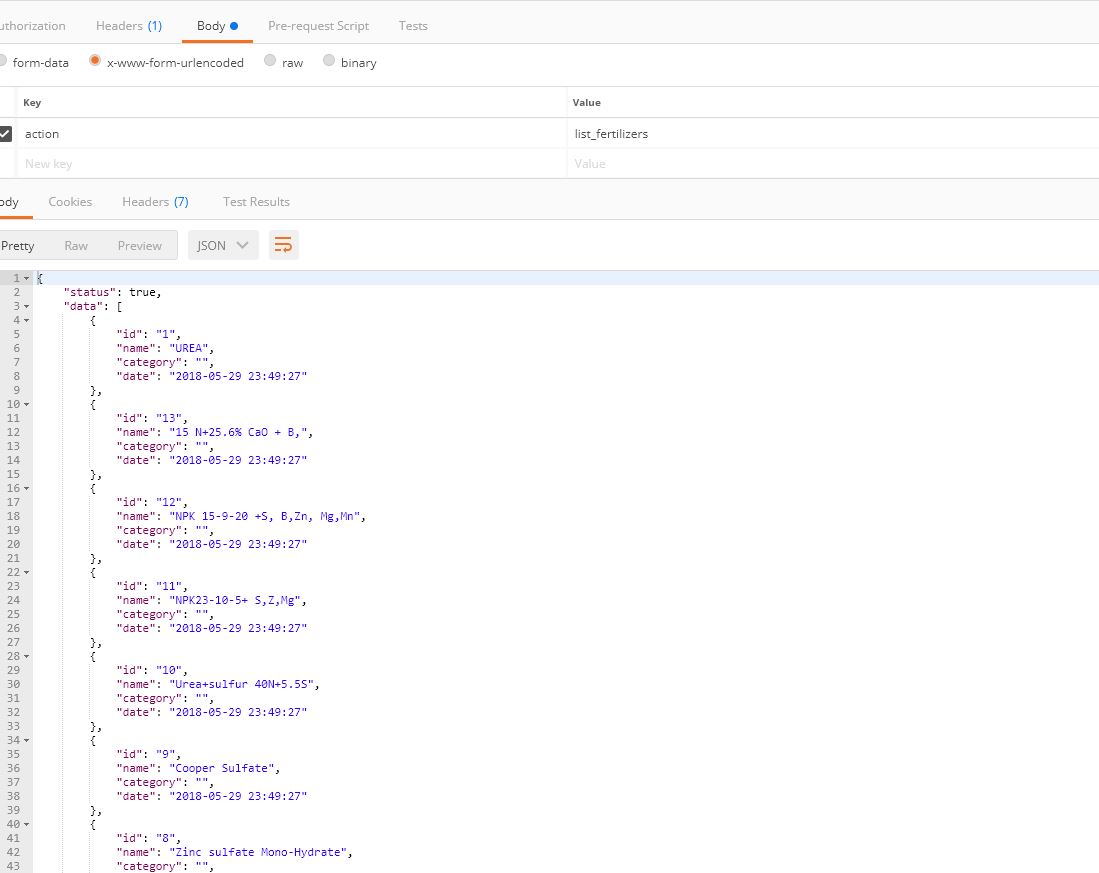 uthorization Headers (1) Body Pre-request Script Tests
form-data x-www-form-urlencoded raw binary
Key Value
action list_fertilizers
New key Value
ody Cookies Headers (7) Test Results
Pretty Raw Preview JSON
1 {
2 "status": true,
3 "data": [
4 {
5 "id": "1",
6 "name": "UREA",
7 "category": "",
8 "date": "2018-05-29 23:49:27"
9 },
10 {
11 "id": "13",
12 "name": "15 N+25.6% CaO + B,",
13 "category": "",
14 "date": "2018-05-29 23:49:27"
15 },
16 {
17 "id": "12",
18 "name": "NPK 15-9-20 +S, B,Zn, Mg,Mn",
19 "category": "",
20 "date": "2018-05-29 23:49:27"
21 },
22 {
23 "id": "11",
24 "name": "NPK23-10-5+ S,Z,Mg",
25 "category": "",
26 "date": "2018-05-29 23:49:27"
27 },
28 {
29 "id": "10",
30 "name": "Urea+sulfur 40N+5.5S",
31 "category": "",
32 "date": "2018-05-29 23:49:27"
33 },
34 {
35 "id": "9",
36 "name": "Cooper Sulfate",
37 "category": "",
38 "date": "2018-05-29 23:49:27"
39 },
40 {
41 "id": "8",
42 "name": "Zinc sulfate Mono-Hydrate",
43 "category": "",